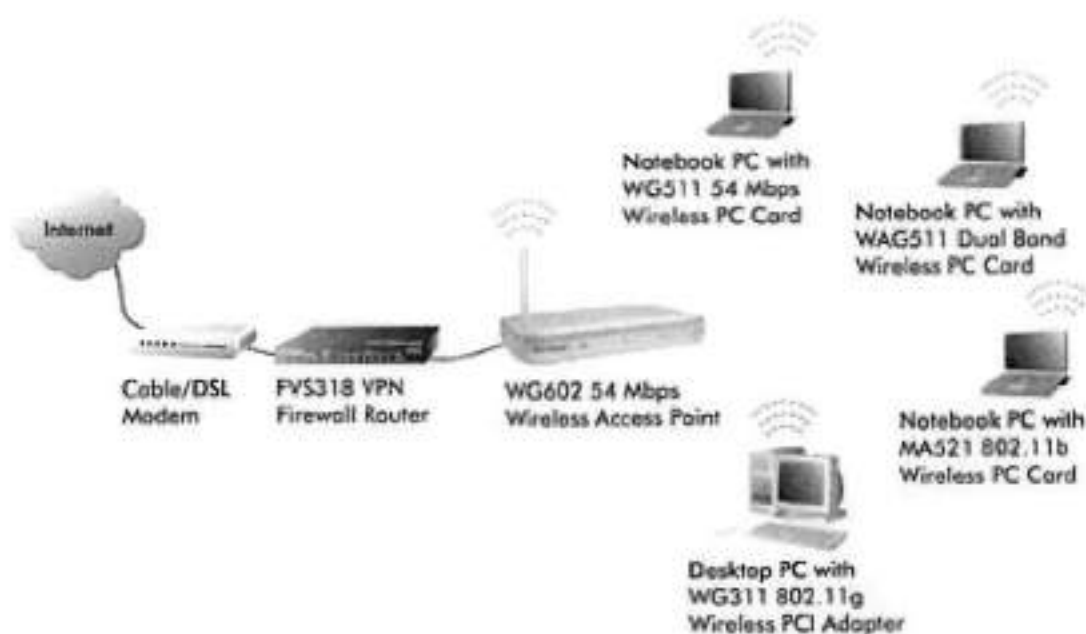 Internet
Cable/DSL
Modem
FVS318 VPN
Firewall Router
WG602 54 Mbps
Wireless Access Point
Notebook PC with
WG511 54 Mbps
Wireless PC Card
Notebook PC with
WAG511 Dual Band
Wireless PC Card
Notebook PC with
MA521 802.11b
Wireless PC Card
Desktop PC with
WG311 802.11g
Wireless PCI Adapter